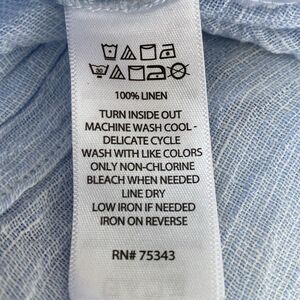 100% LINEN
TURN INSIDE OUT
MACHINE WASH COOL -
DELICATE CYCLE
WASH WITH LIKE COLORS
ONLY NON-CHLORINE
BLEACH WHEN NEEDED
LINE DRY
LOW IRON IF NEEDED
IRON ON REVERSE
RN# 75343